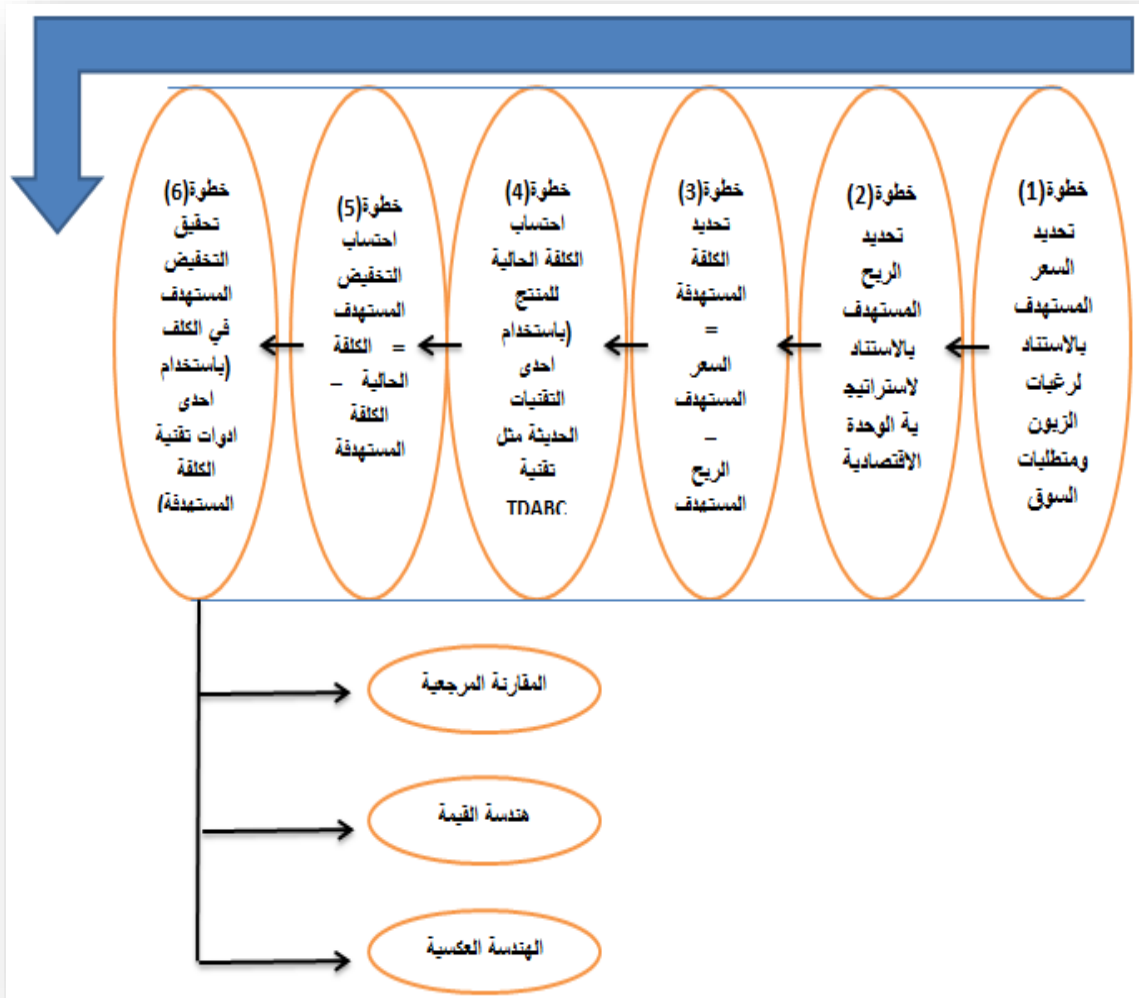 خطوة(1)
تحديد
السعر
المستهدف
بالاستناد
لرغبات
الزبون
ومتطلبات
السوق
خطوة(2)
تحديد
الربح
المستهدف
بالاستناد
لاستراتيج
ية الوحدة
الاقتصادية
خطوة(3)
تحديد
الكلفة
المستهدفة
=
السعر
المستهدف
–
الربح
المستهدف
خطوة(4)
احتساب
الكلفة الحالية
للمنتج
(باستخدام
احدى
التقنيات
الحديثة مثل
تقنية
TDABC
خطوة(5)
احتساب
التخفيض
المستهدف
= الكلفة
الحالية –
الكلفة
المستهدفة
خطوة(6)
تحقيق
التخفيض
المستهدف
في الكلف
(باستخدام
احدى
ادوات تقنية
الكلفة
المستهدفة)
المقارنة المرجعية
هندسة القيمة
الهندسة العكسية